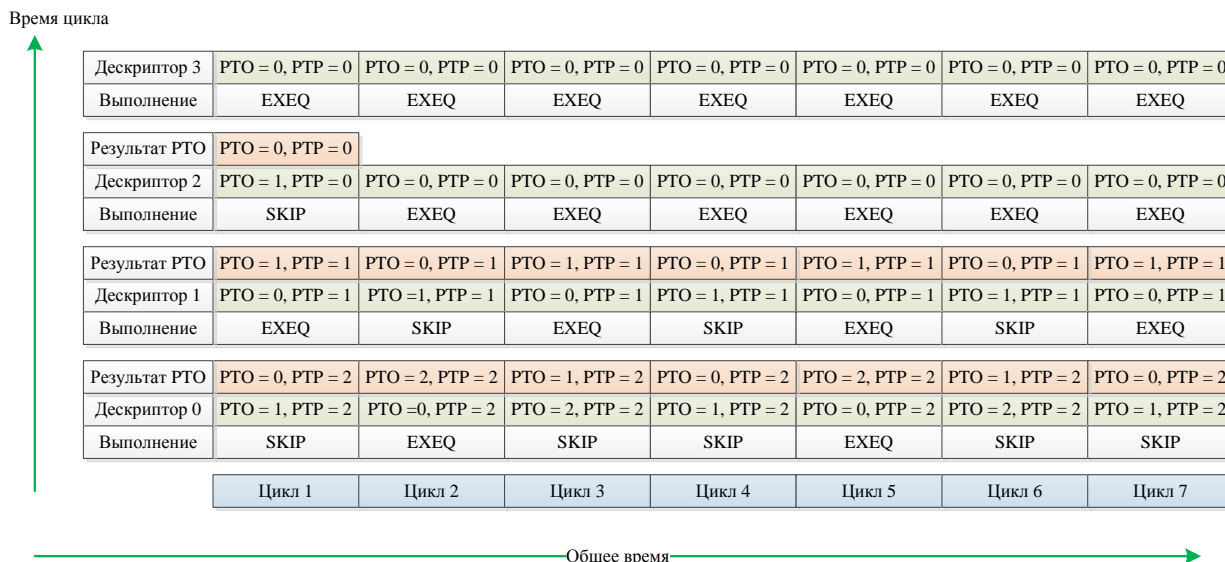 Время цикла
Дескриптор 3 PTO = 0, PTP = 0 PTO = 0, PTP = 0 PTO = 0, PTP = 0 PTO = 0, PTP = 0 PTO = 0, PTP = 0 PTO = 0, PTP = 0 PTO = 0, PTP = 0
Выполнение EXEQ EXEQ EXEQ EXEQ EXEQ EXEQ EXEQ
Результат PTO PTO = 0, PTP = 0
Дескриптор 2 PTO = 1, PTP = 0 PTO = 0, PTP = 0 PTO = 0, PTP = 0 PTO = 0, PTP = 0 PTO = 0, PTP = 0 PTO = 0, PTP = 0 PTO = 0, PTP = 0
Выполнение SKIP EXEQ EXEQ EXEQ EXEQ EXEQ EXEQ
Результат PTO PTO = 1, PTP = 1 PTO = 0, PTP = 1 PTO = 1, PTP = 1 PTO = 0, PTP = 1 PTO = 1, PTP = 1 PTO = 0, PTP = 1 PTO = 1, PTP = 1
Дескриптор 1 PTO = 0, PTP = 1 PTO =1, PTP = 1 PTO = 0, PTP = 1 PTO = 1, PTP = 1 PTO = 0, PTP = 1 PTO = 1, PTP = 1 PTO = 0, PTP = 1
Выполнение EXEQ SKIP EXEQ SKIP EXEQ SKIP EXEQ
Результат PTO PTO = 0, PTP = 2 PTO = 2, PTP = 2 PTO = 1, PTP = 2 PTO = 0, PTP = 2 PTO = 2, PTP = 2 PTO = 1, PTP = 2 PTO = 0, PTP = 2
Дескриптор 0 PTO = 1, PTP = 2 PTO =0, PTP = 2 PTO = 2, PTP = 2 PTO = 1, PTP = 2 PTO = 0, PTP = 2 PTO = 2, PTP = 2 PTO = 1, PTP = 2
Выполнение SKIP EXEQ SKIP SKIP EXEQ SKIP SKIP
Цикл 1 Цикл 2 Цикл 3 Цикл 4 Цикл 5 Цикл 6 Цикл 7
Общее время